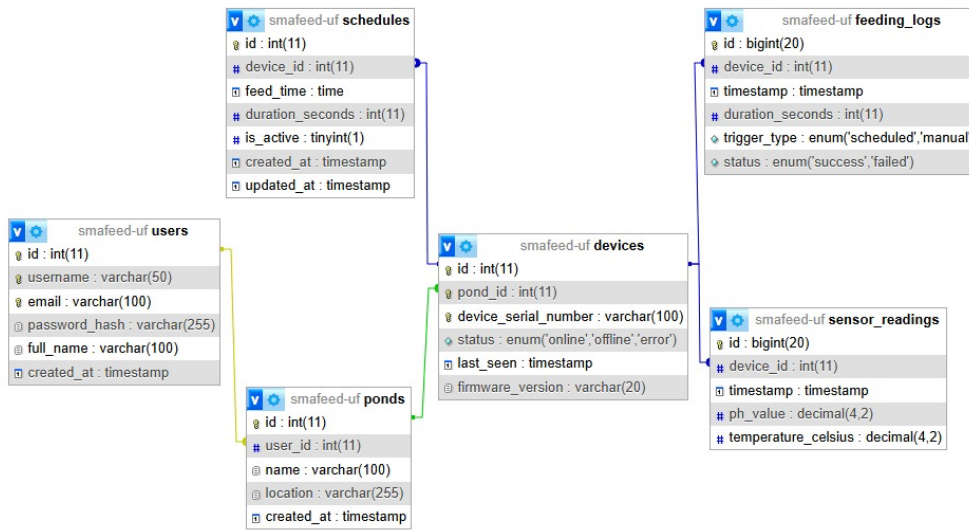 smafeed-uf schedules
id : int(11)
device_id : int(11)
feed_time : time
duration_seconds : int(11)
is_active : tinyint(1)
created_at : timestamp
updated_at : timestamp
smafeed-uf feeding_logs
id : bigint(20)
device_id : int(11)
timestamp : timestamp
duration_seconds : int(11)
trigger_type : enum('scheduled','manual'
status : enum('success','failed')
smafeed-uf users
id : int(11)
username : varchar(50)
email : varchar(100)
password_hash : varchar(255)
full_name : varchar(100)
created_at : timestamp
smafeed-uf devices
id : int(11)
pond_id : int(11)
device_serial_number : varchar(100)
status : enum('online','offline','error')
last_seen : timestamp
firmware_version : varchar(20)
smafeed-uf sensor_readings
id : bigint(20)
device_id : int(11)
timestamp : timestamp
ph_value : decimal(4,2)
temperature_celsius : decimal(4,2)
smafeed-uf ponds
id : int(11)
user_id : int(11)
name : varchar(100)
location : varchar(255)
created_at : timestamp